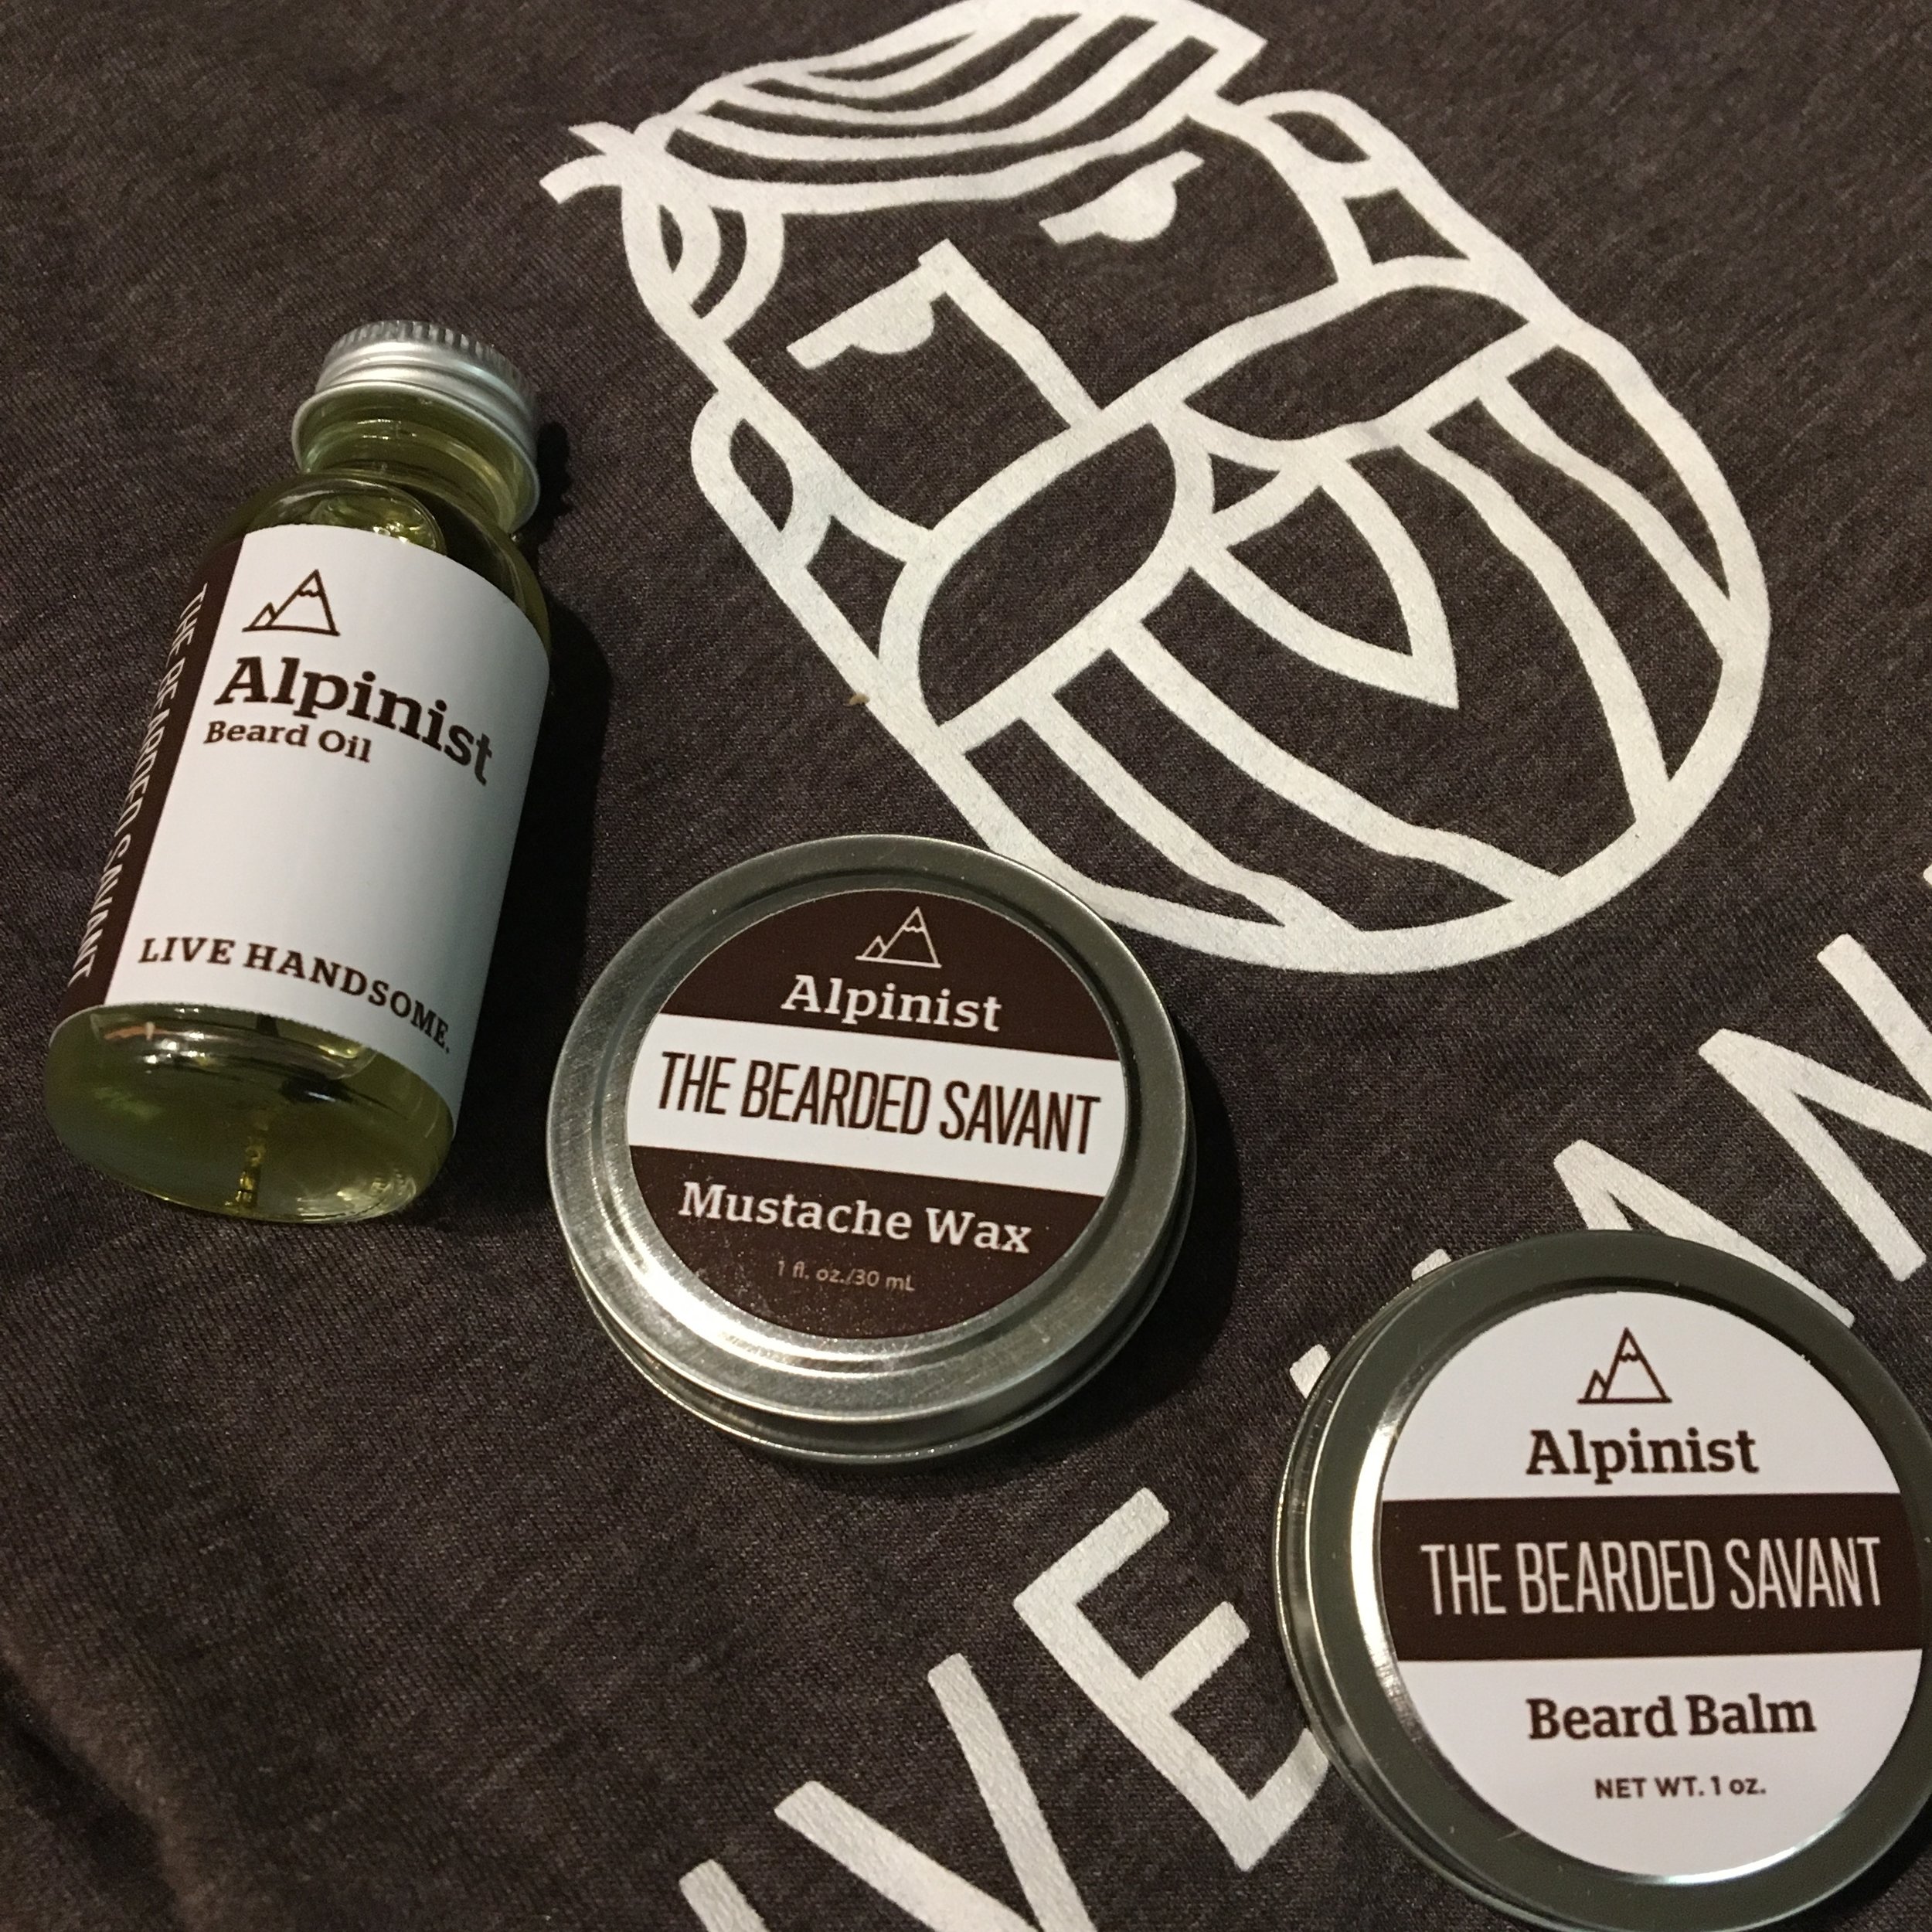 Alpinist
Beard Oil
LIVE HANDSOME.
THE BEARDED SAVANT
Alpinist
THE BEARDED SAVANT
Mustache Wax
1 fl. oz./30 mL
Alpinist
THE BEARDED SAVANT
Beard Balm
NET WT. 1 oz.